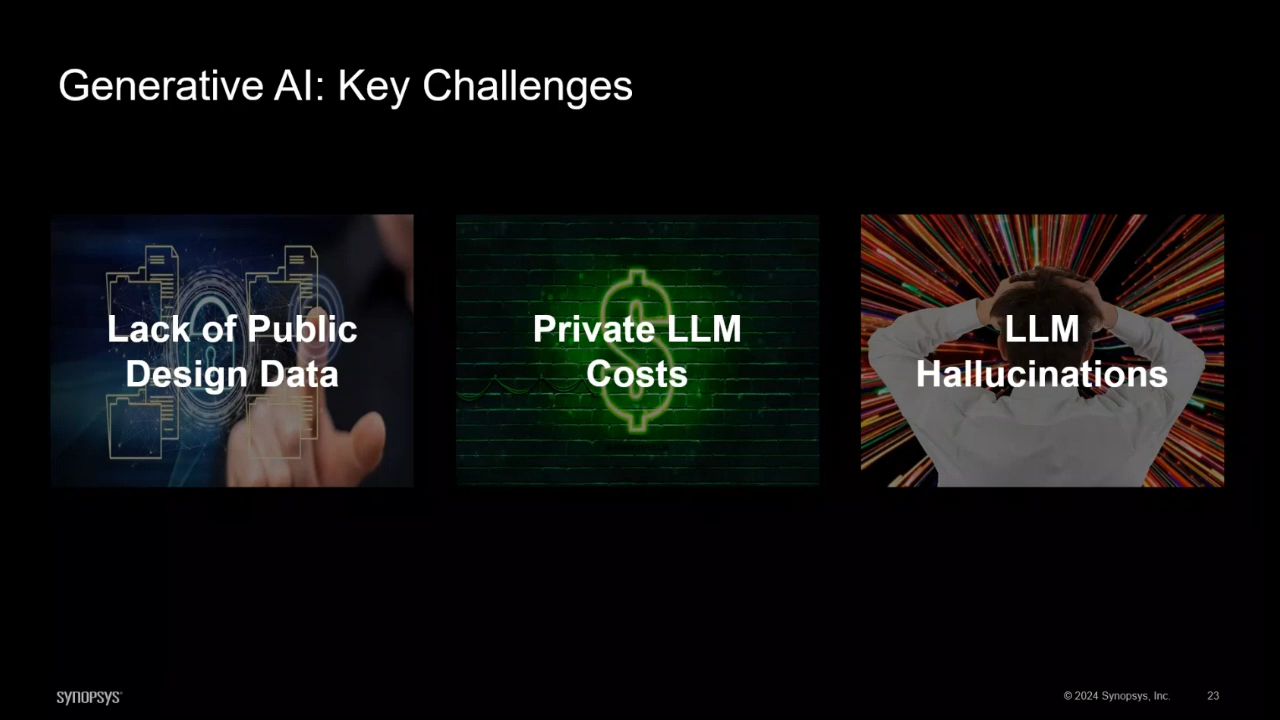 Generative AI: Key Challenges
Lack of Public
Design Data
Private LLM
Costs
LLM
Hallucinations
SYNOPSYS®
© 2024 Synopsys, Inc.
23